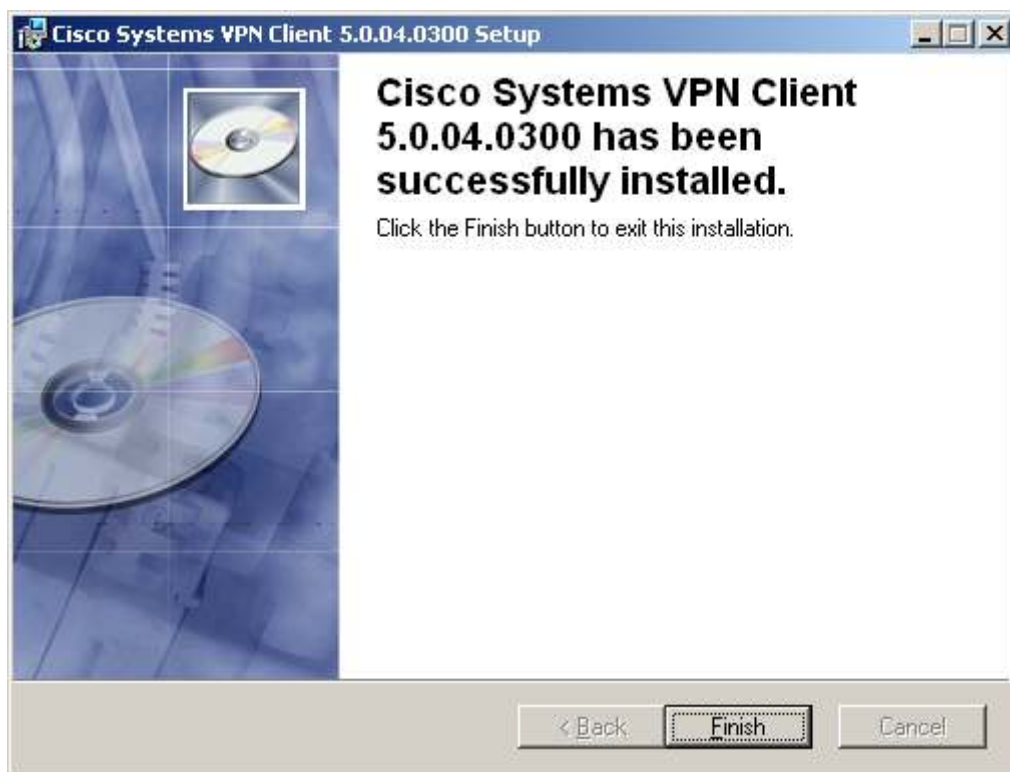 Cisco Systems VPN Client 5.0.04.0300 Setup
Cisco Systems VPN Client
5.0.04.0300 has been
successfully installed.
Click the Finish button to exit this installation.
< Back
Finish
Cancel